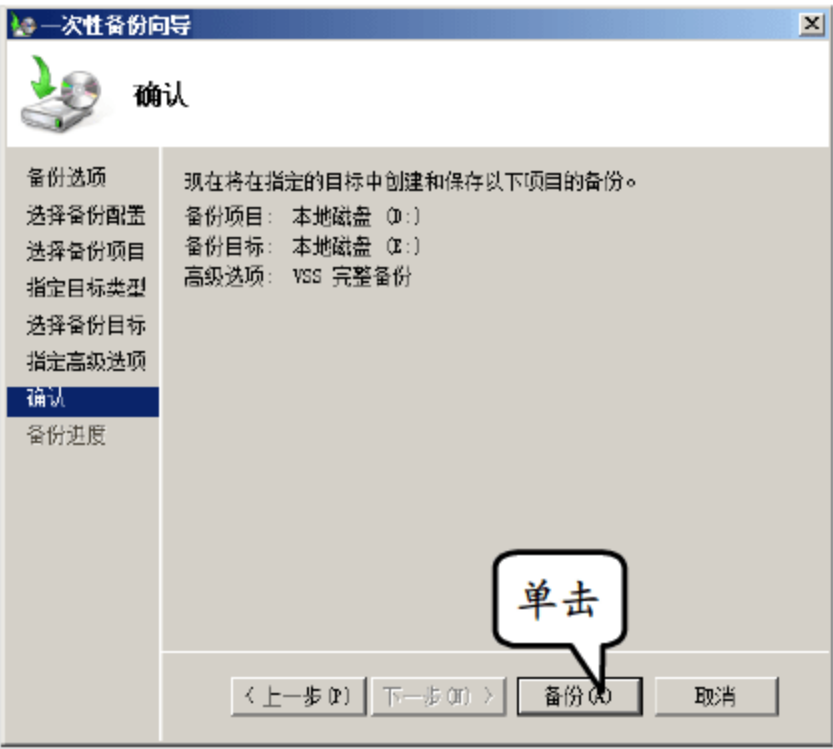 一次性备份向导
确认
备份选项
选择备份配置
选择备份项目
指定目标类型
选择备份目标
指定高级选项
确认
备份进度
现在将在指定的目标中创建和保存以下项目的备份。
备份项目： 本地磁盘 (D:)
备份目标： 本地磁盘 (E:)
高级选项： VSS 完整备份
单击
< 上一步(P)
下一步(N) >
备份
取消